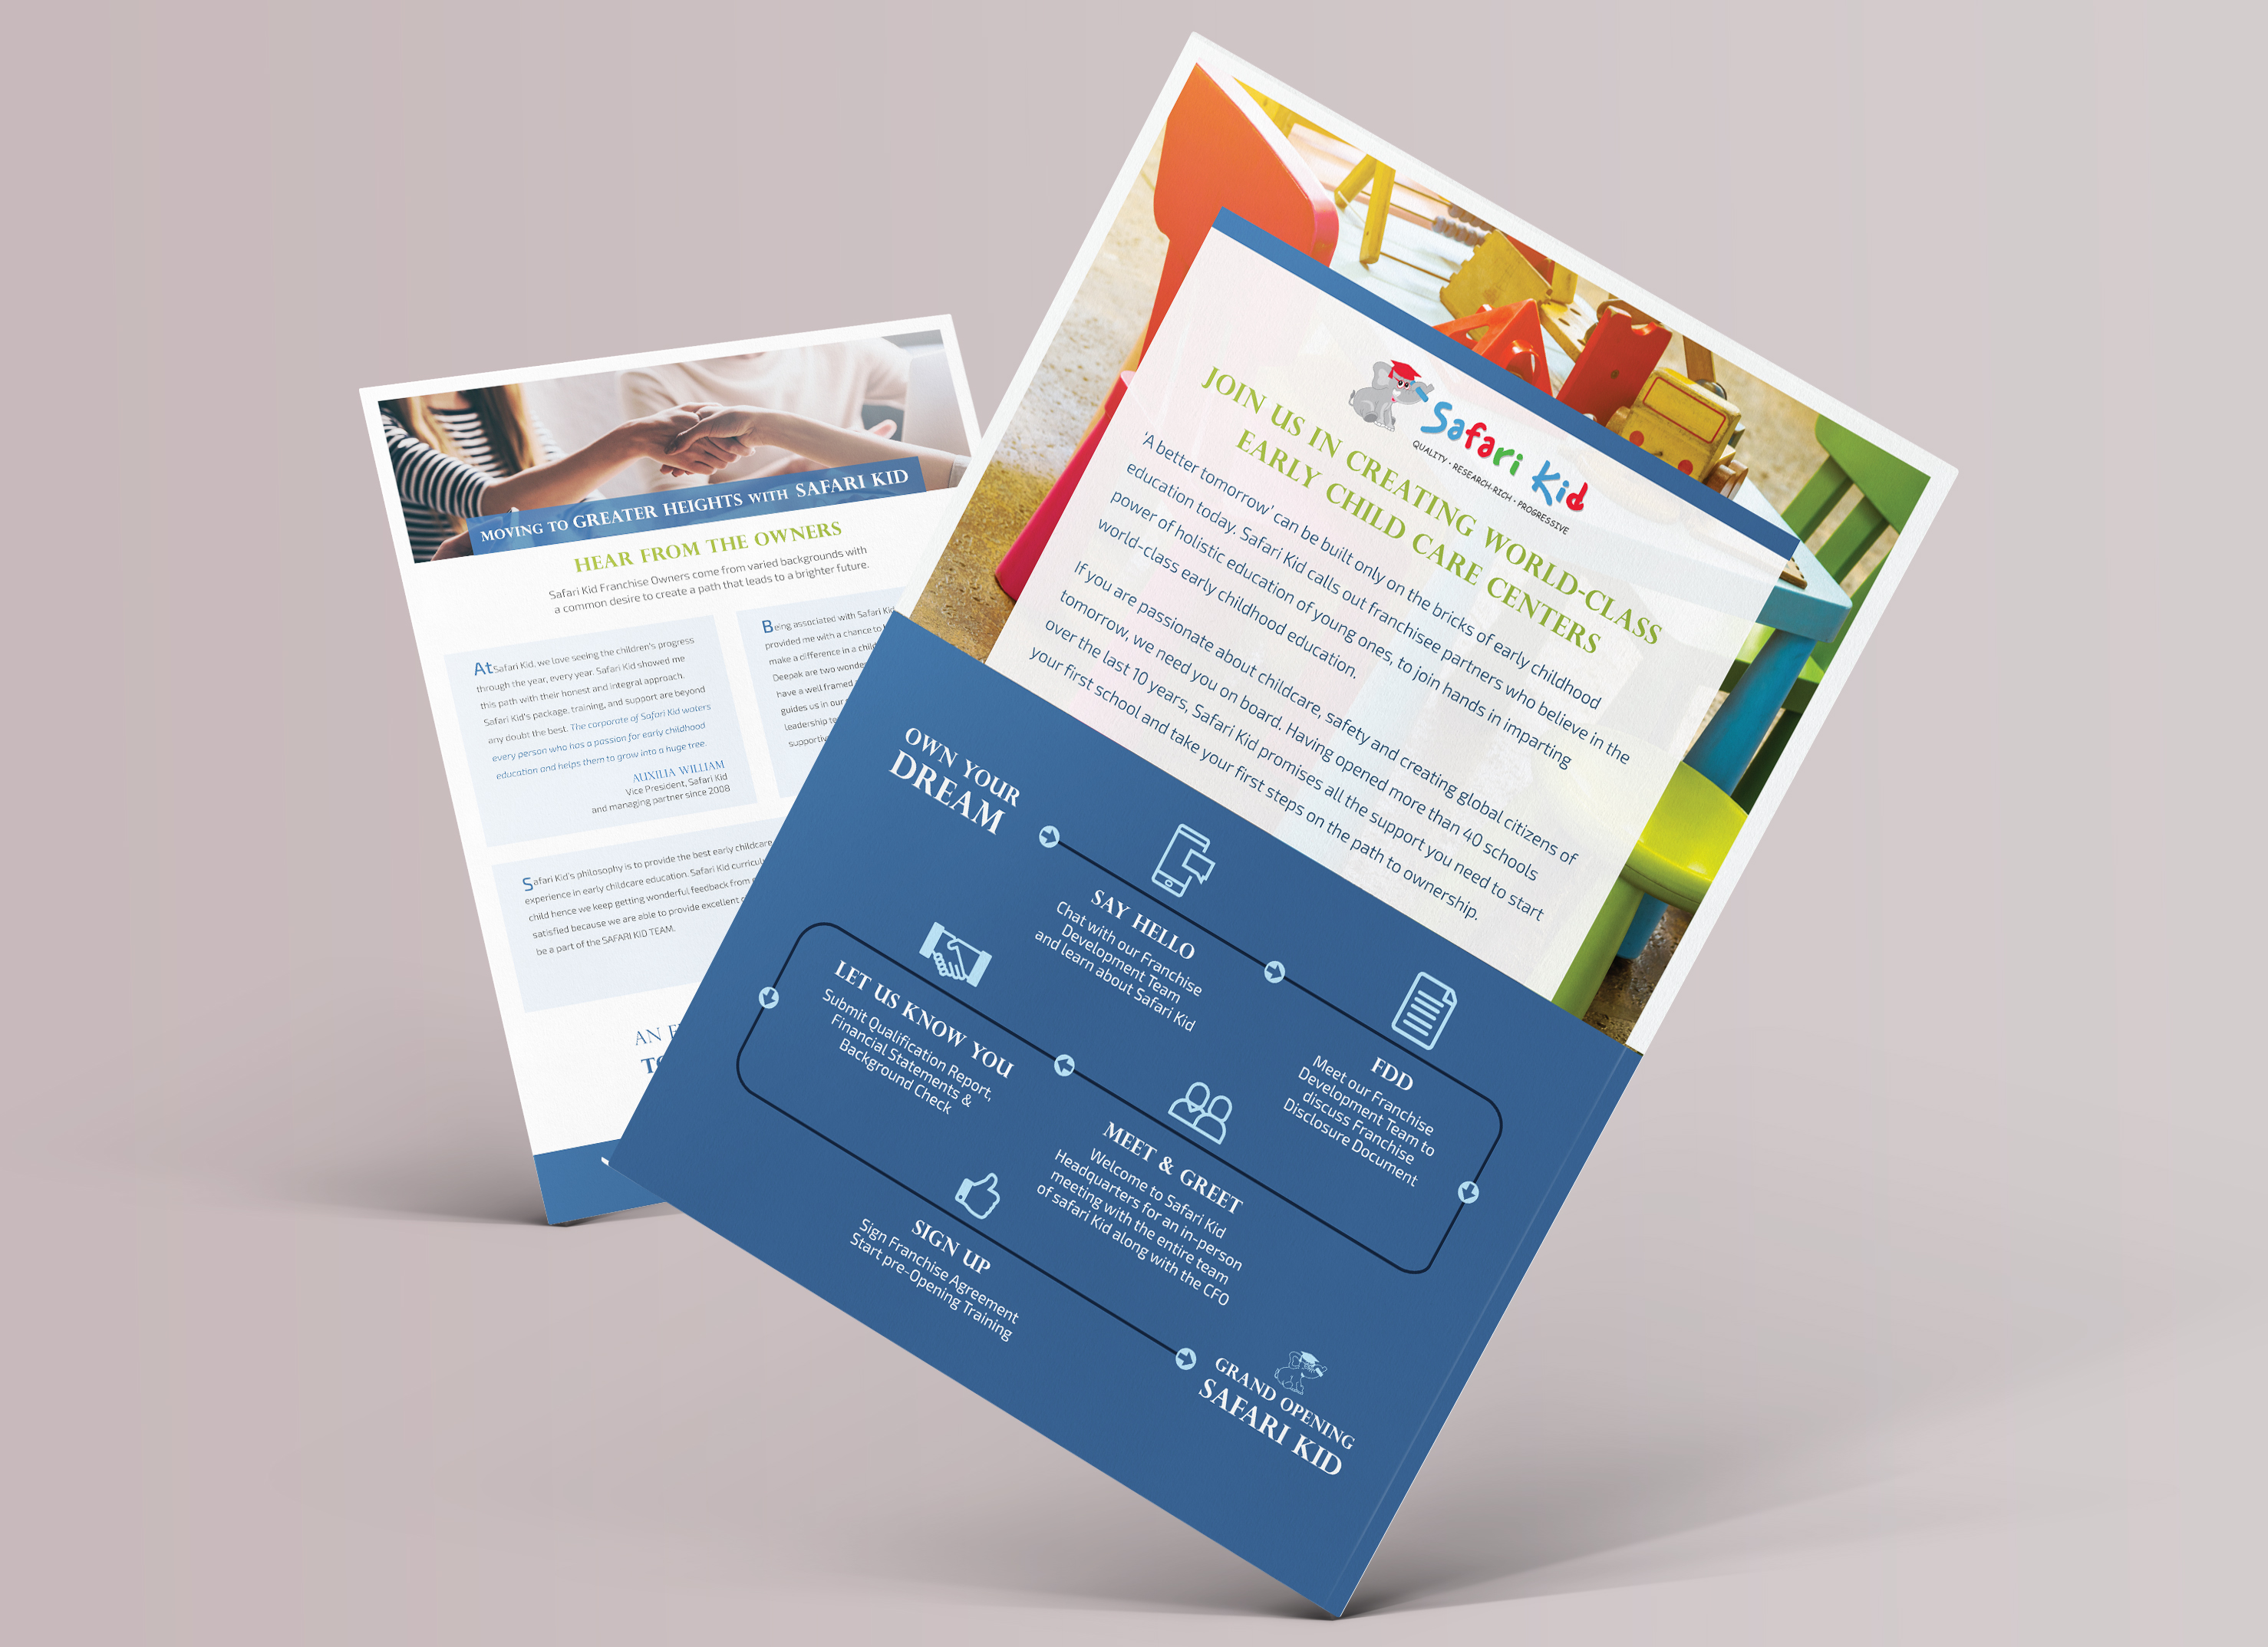 MOVING TO GREATER HEIGHTS WITH SAFARI KID
HEAR FROM THE OWNERS
Safari Kid Franchise Owners come from varied backgrounds with
a common desire to create a path that leads to a brighter future.
At Safari Kid, we love seeing the children's progress
through the year, every year. Safari Kid showed me
this path with their honest and integral approach.
Safari Kid's package, training, and support are beyond
any doubt the best. The corporate of Safari Kid waters
every person who has a passion for early childhood
education and helps them to grow into a huge tree.
AUXILIA WILLIAM
Vice President, Safari Kid
and managing partner since 2008
Being associated with Safari Kid
provided me with a chance to
make a difference in a
Deepak are two
have a well framed
guides us in our
leadership
Safari Kid's philosophy is to provide the best early childcare
experience in early childcare education. Safari Kid
child hence we keep getting wonderful feedback from
satisfied because we are able to provide excellent
be a part of the SAFARI KID TEAM.
AN
Safari Kid
QUALITY · RESEARCH-RICH · PROGRESSIVE
JOIN US IN CREATING WORLD-CLASS
EARLY CHILD CARE CENTERS
'A better tomorrow' can be built only on the bricks of early childhood
education today. Safari Kid calls out franchisee partners who believe in the
power of holistic education of young ones, to join hands in imparting
world-class early childhood education.
If you are passionate about childcare, safety and creating global citizens of
tomorrow, we need you on board. Having opened more than 40 schools
over the last 10 years, Safari Kid promises all the support you need to start
your first school and take your first steps on the path to ownership.
OWN YOUR
DREAM
SAY HELLO
Chat with our Franchise
Development Team
and learn about Safari Kid
FDD
Meet our Franchise
Development Team to
discuss Franchise
Disclosure Document
LET US KNOW YOU
Submit Qualification Report,
Financial Statements &
Background Check
MEET & GREET
Welcome to Safari Kid
Headquarters for an in-person
meeting with the entire team
of safari Kid along with the CFO
SIGN UP
Sign Franchise Agreement
Start pre-Opening Training
GRAND OPENING
SAFARI KID